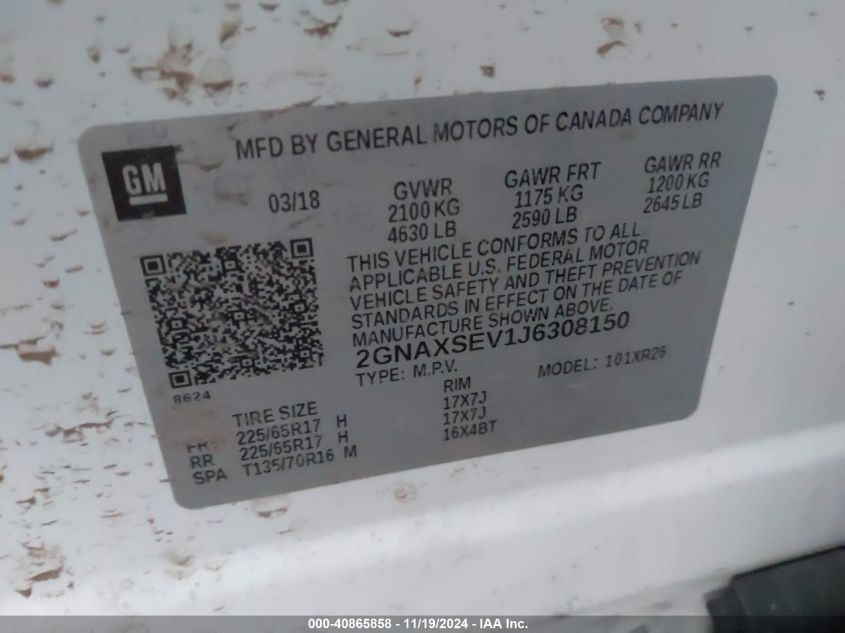 MFD BY GENERAL MOTORS OF CANADA COMPANY
GM
03/18
GVWR
2100 KG
4630 LB
GAWR FRT
1175 KG
2590 LB
GAWR RR
1200 KG
2645 LB
THIS VEHICLE CONFORMS TO ALL
APPLICABLE U.S. FEDERAL MOTOR
VEHICLE SAFETY AND THEFT PREVENTION
STANDARDS IN EFFECT ON THE DATE OF
MANUFACTURE SHOWN ABOVE.
2GNAXSEV1J6308150
8624
TYPE: M.P.V. MODEL: 101XR26
TIRE SIZE RIM
FRT 225/65R17 H 17X7J
RR 225/65R17 H 17X7J
SPA T135/70R16 M 16X4BT
000-40865858 - 11/19/2024 - IAA Inc.